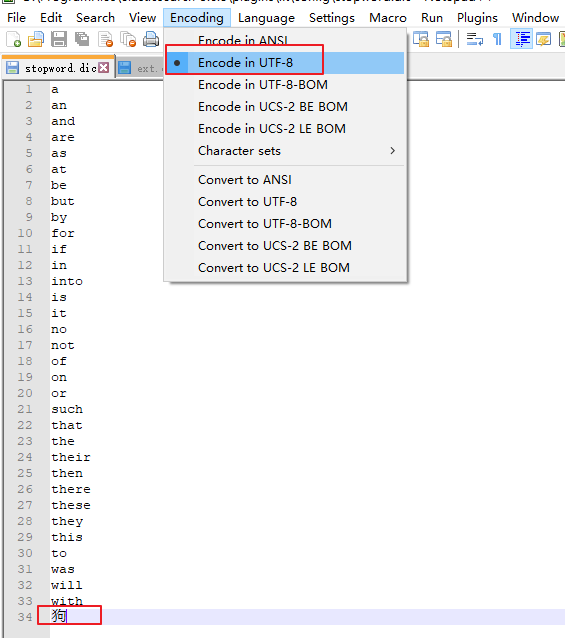 File Search View Encoding Language Settings Macro Run Plugins Window
stopword.dic ext.
Encode in ANSI
Encode in UTF-8
Encode in UTF-8-BOM
Encode in UCS-2 BE BOM
Encode in UCS-2 LE BOM
Character sets
Convert to ANSI
Convert to UTF-8
Convert to UTF-8-BOM
Convert to UCS-2 BE BOM
Convert to UCS-2 LE BOM
1 a
2 an
3 and
4 are
5 as
6 at
7 be
8 but
9 by
10 for
11 if
12 in
13 into
14 is
15 it
16 no
17 not
18 of
19 on
20 or
21 such
22 that
23 the
24 their
25 then
26 there
27 these
28 they
29 this
30 to
31 was
32 will
33 with
34 狗